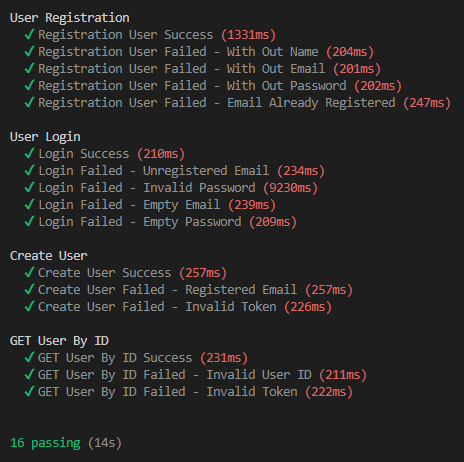 User Registration
✓ Registration User Success (1331ms)
✓ Registration User Failed - With Out Name (204ms)
✓ Registration User Failed - With Out Email (201ms)
✓ Registration User Failed - With Out Password (202ms)
✓ Registration User Failed - Email Already Registered (247ms)
User Login
✓ Login Success (210ms)
✓ Login Failed - Unregistered Email (234ms)
✓ Login Failed - Invalid Password (9230ms)
✓ Login Failed - Empty Email (239ms)
✓ Login Failed - Empty Password (209ms)
Create User
✓ Create User Success (257ms)
✓ Create User Failed - Registered Email (257ms)
✓ Create User Failed - Invalid Token (226ms)
GET User By ID
✓ GET User By ID Success (231ms)
✓ GET User By ID Failed - Invalid User ID (211ms)
✓ GET User By ID Failed - Invalid Token (222ms)
16 passing (14s)